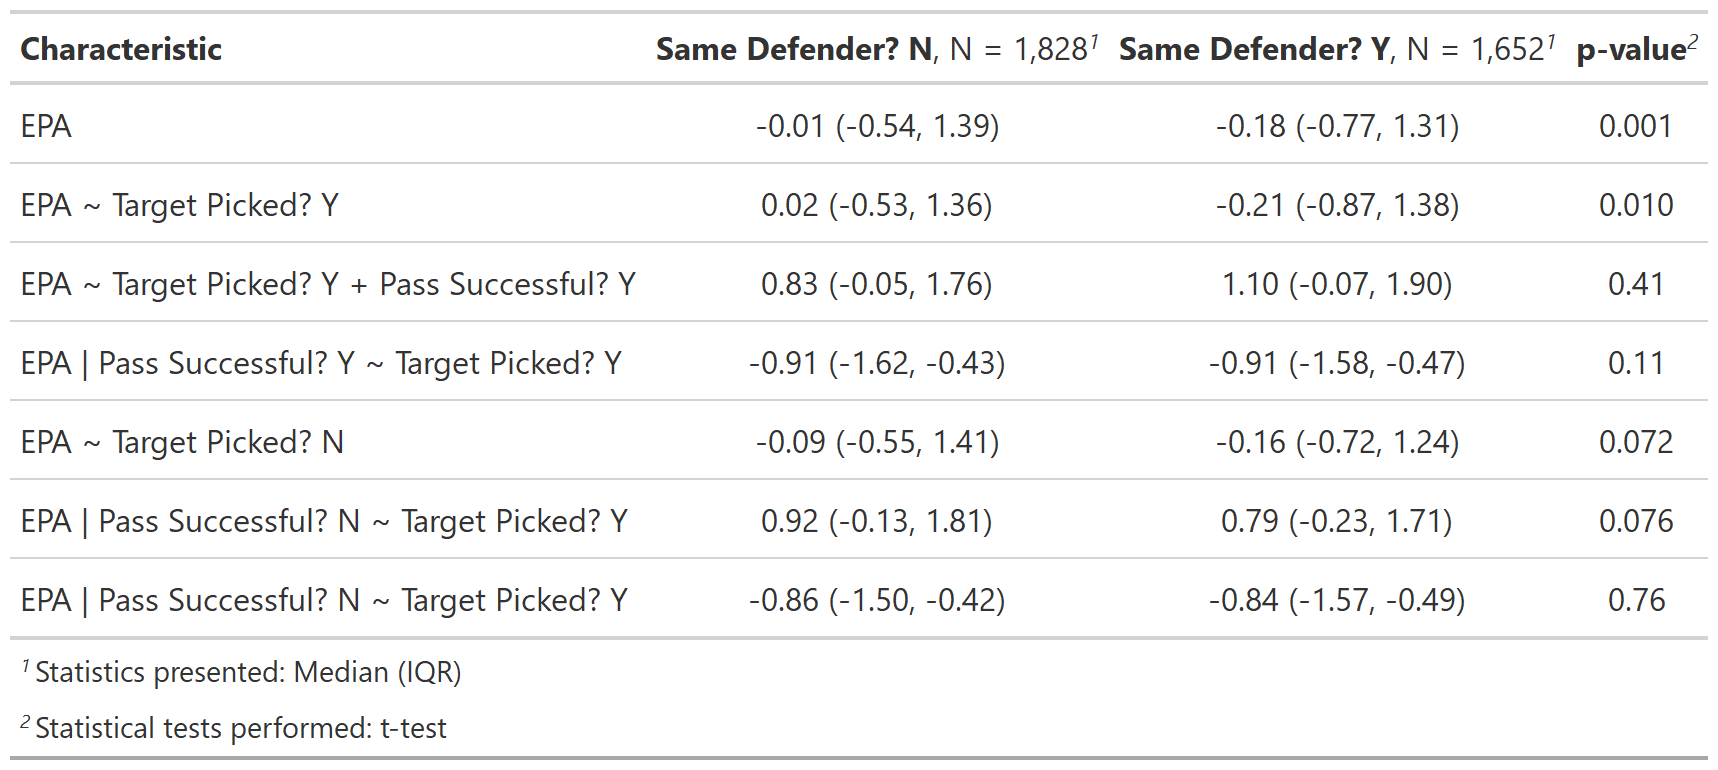 Characteristic Same Defender? N, N = 1,828¹ Same Defender? Y, N = 1,652¹ p-value²
EPA -0.01 (-0.54, 1.39) -0.18 (-0.77, 1.31) 0.001
EPA ~ Target Picked? Y 0.02 (-0.53, 1.36) -0.21 (-0.87, 1.38) 0.010
EPA ~ Target Picked? Y + Pass Successful? Y 0.83 (-0.05, 1.76) 1.10 (-0.07, 1.90) 0.41
EPA | Pass Successful? Y ~ Target Picked? Y -0.91 (-1.62, -0.43) -0.91 (-1.58, -0.47) 0.11
EPA ~ Target Picked? N -0.09 (-0.55, 1.41) -0.16 (-0.72, 1.24) 0.072
EPA | Pass Successful? N ~ Target Picked? Y 0.92 (-0.13, 1.81) 0.79 (-0.23, 1.71) 0.076
EPA | Pass Successful? N ~ Target Picked? Y -0.86 (-1.50, -0.42) -0.84 (-1.57, -0.49) 0.76
¹ Statistics presented: Median (IQR)
² Statistical tests performed: t-test